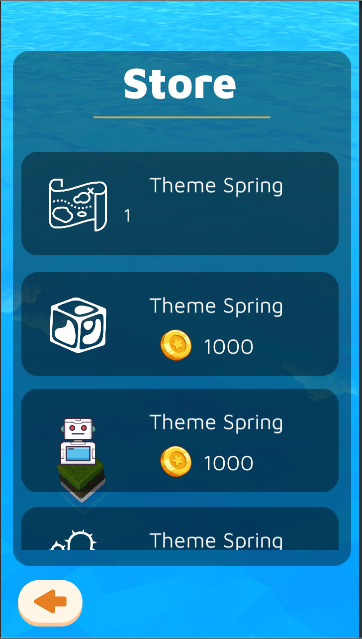 Store
Theme Spring
1
Theme Spring
1000
Theme Spring
1000
Theme Spring